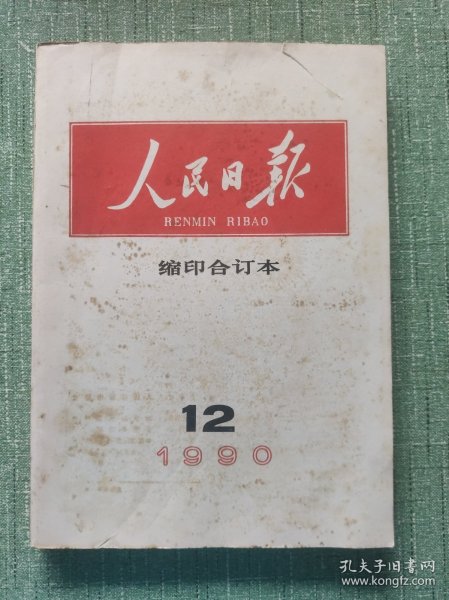 人民日报
RENMIN RIBAO
缩印合订本
12
1990
孔夫子旧书网
www.kongfz.com